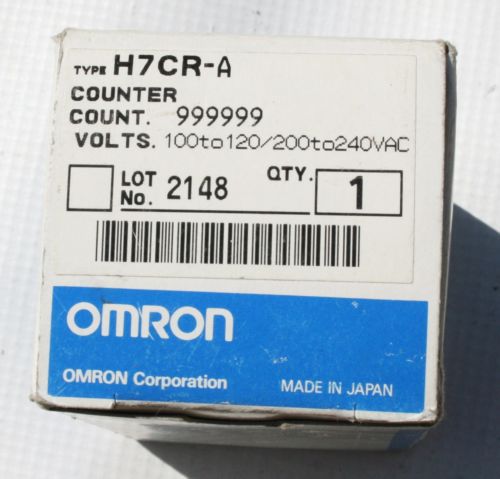 TYPE H7CR-A
COUNTER
COUNT. 999999
VOLTS. 100to120/200to240VAC
LOT No. 2148 QTY. 1
OMRON
OMRON Corporation MADE IN JAPAN